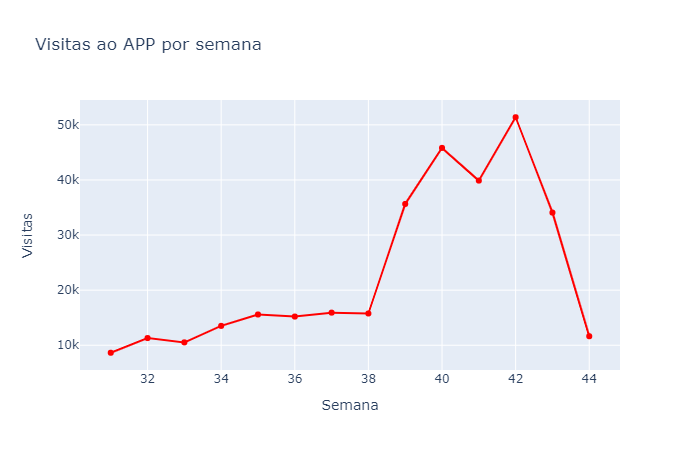 Visitas ao APP por semana
50k
40k
30k
20k
10k
Visitas
32 34 36 38 40 42 44
Semana